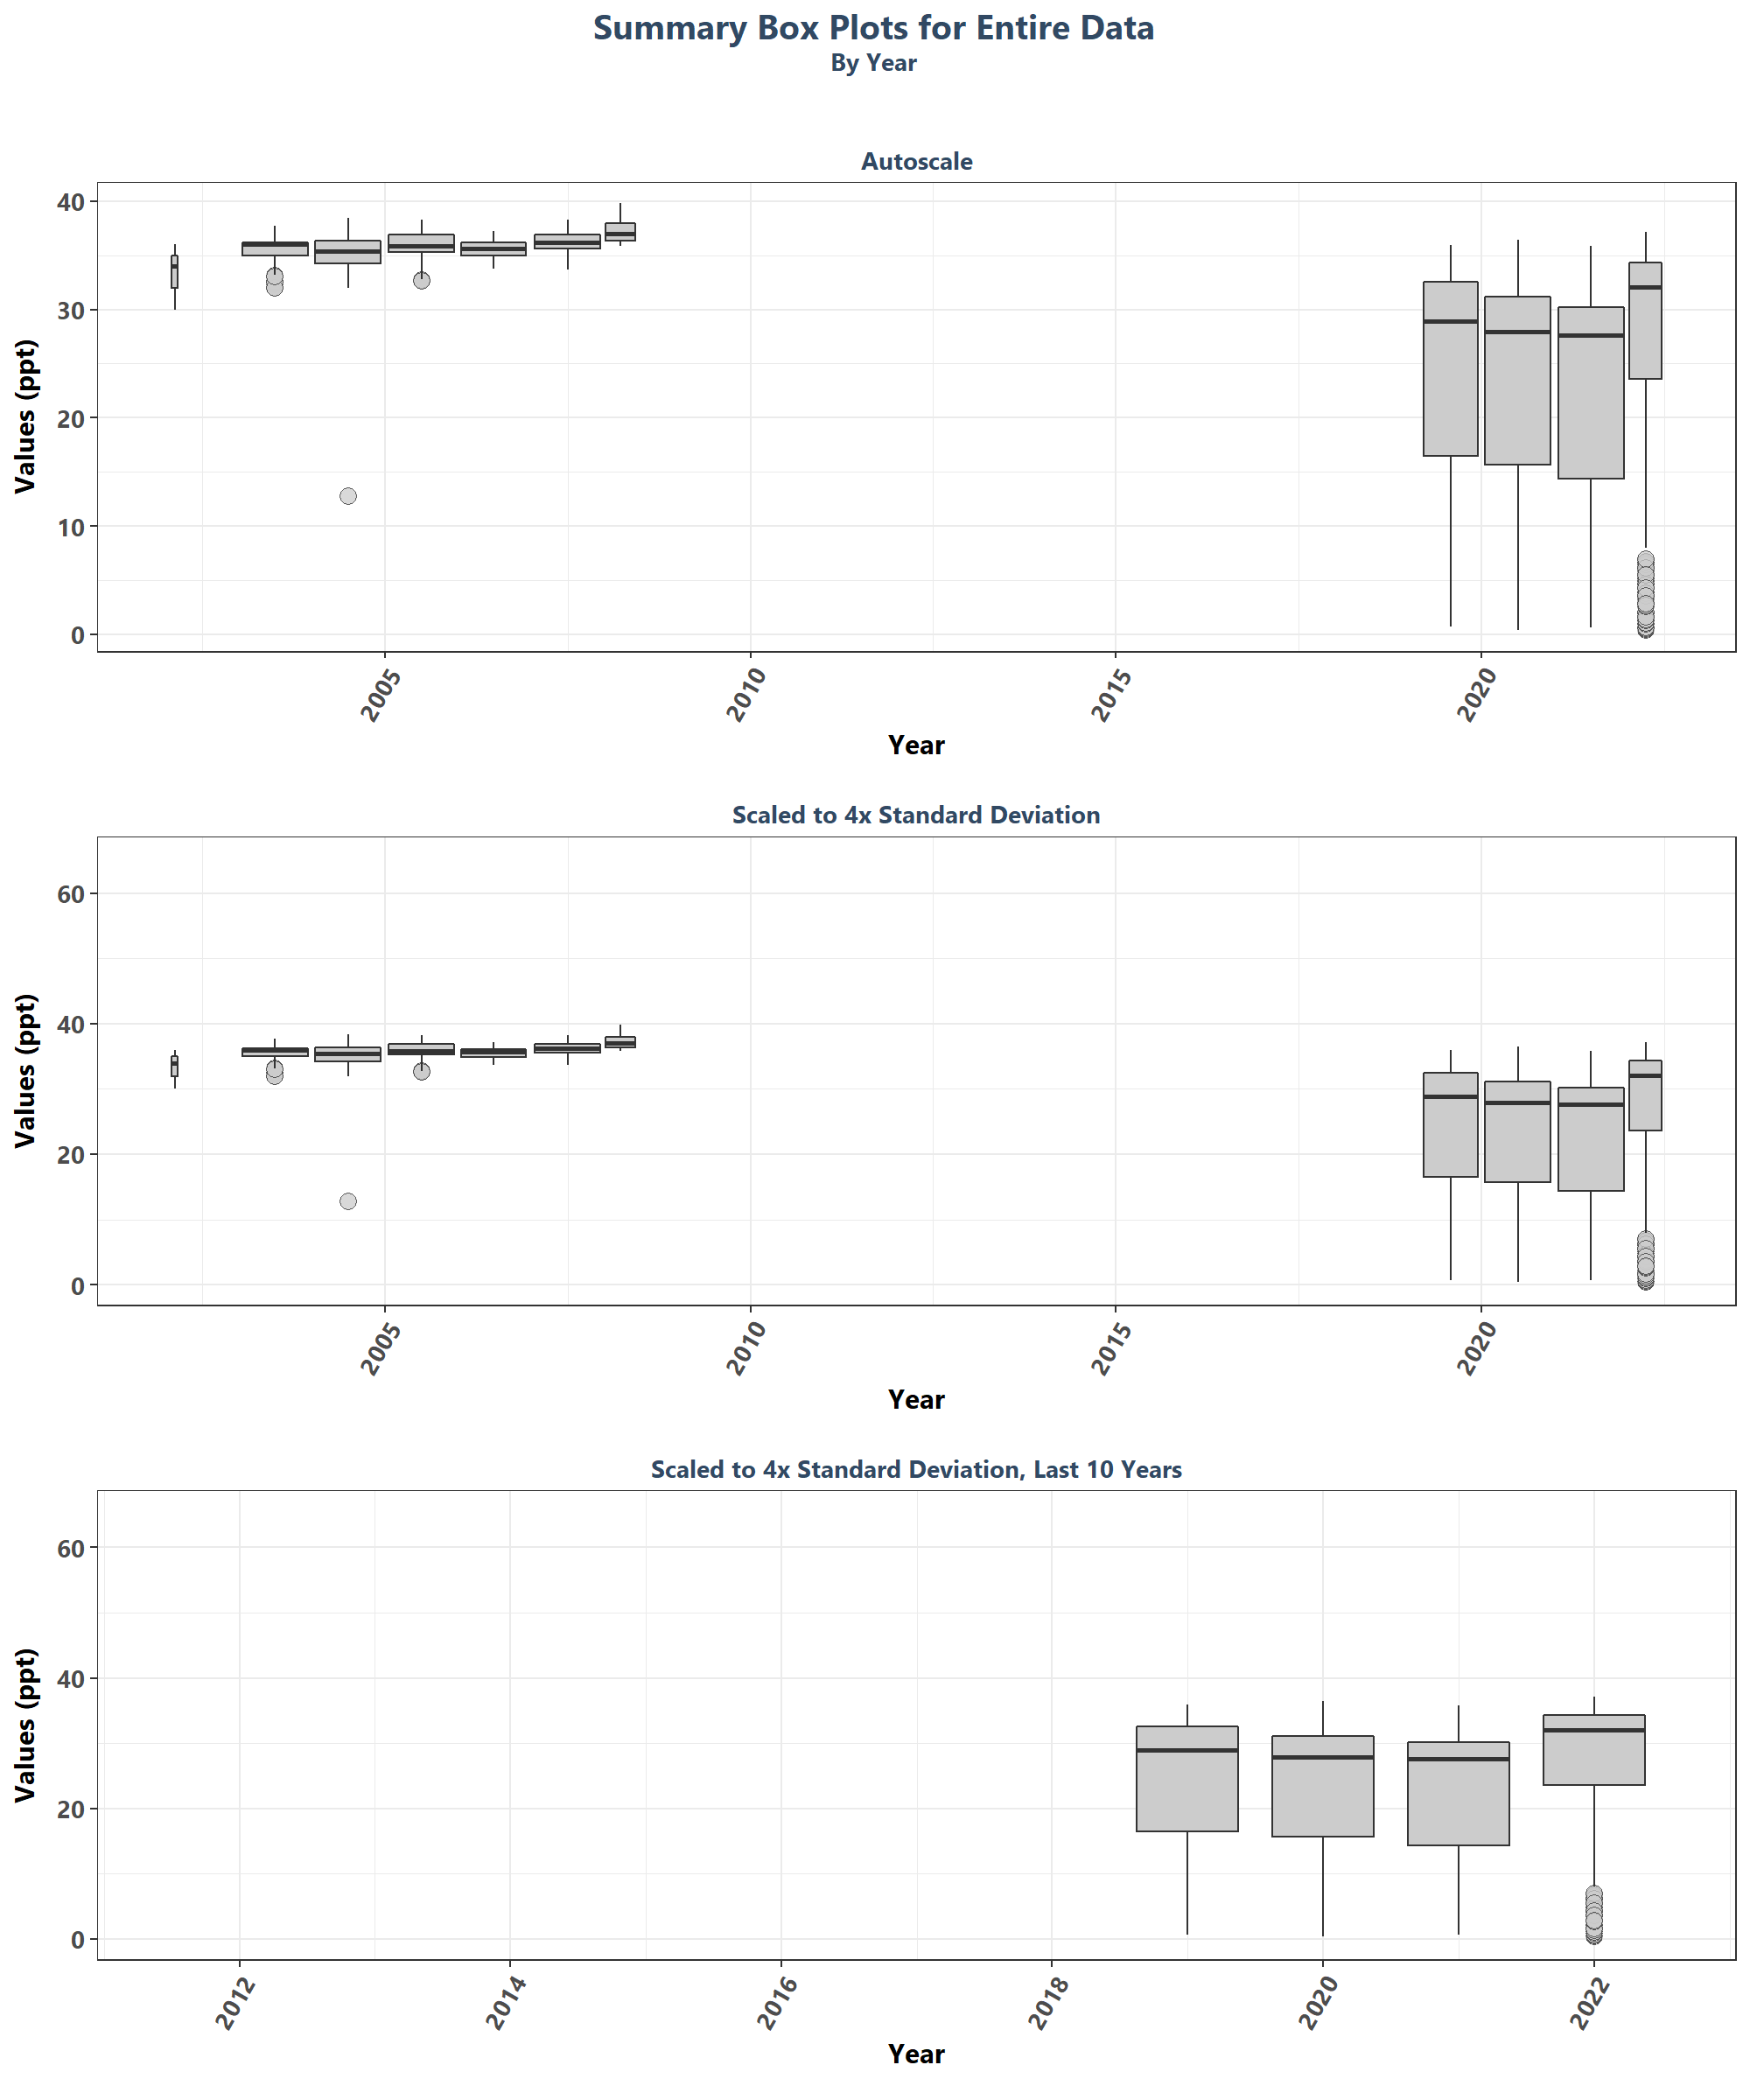 Summary Box Plots for Entire Data
By Year
Autoscale
Values (ppt)
40
30
20
10
0
2005
2010
2015
2020
Year
Scaled to 4x Standard Deviation
Values (ppt)
60
40
20
0
2005
2010
2015
2020
Year
Scaled to 4x Standard Deviation, Last 10 Years
Values (ppt)
60
40
20
0
2012
2014
2016
2018
2020
2022
Year